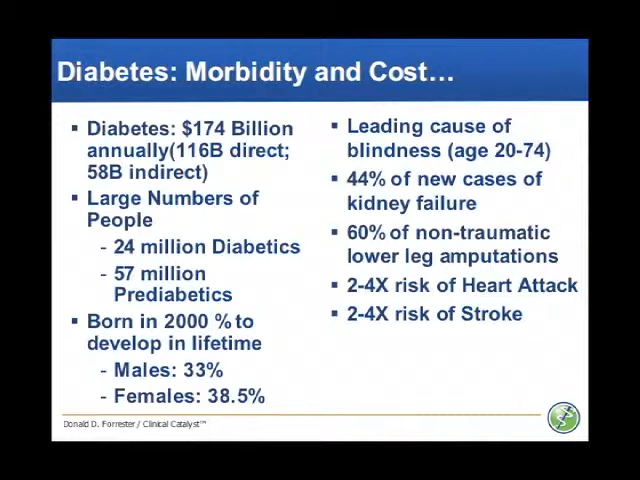 Diabetes: Morbidity and Cost…
▪ Diabetes: $174 Billion
annually(116B direct;
58B indirect)
▪ Large Numbers of
People
- 24 million Diabetics
- 57 million
Prediabetics
▪ Born in 2000 % to
develop in lifetime
- Males: 33%
- Females: 38.5%
▪ Leading cause of
blindness (age 20-74)
▪ 44% of new cases of
kidney failure
▪ 60% of non-traumatic
lower leg amputations
▪ 2-4X risk of Heart Attack
▪ 2-4X risk of Stroke
Donald D. Forrester / Clinical Catalyst™